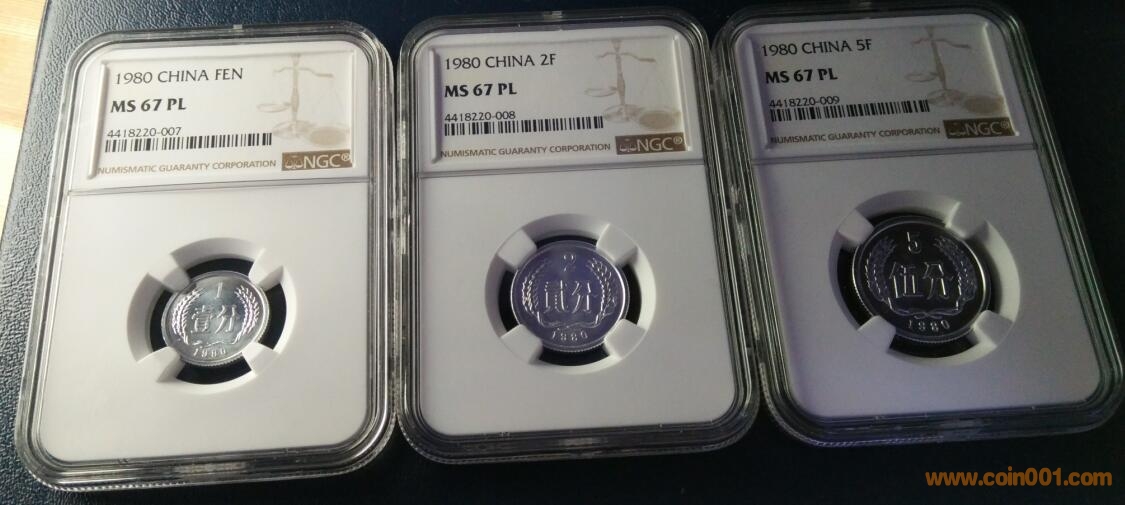 1980 CHINA FEN
MS 67 PL
4418220-007
NUMISMATIC GUARANTY CORPORATION
NGC®
1
壹分
1980
1980 CHINA 2F
MS 67 PL
4418220-008
NUMISMATIC GUARANTY CORPORATION
NGC®
2
贰分
1980
1980 CHINA 5F
MS 67 PL
4418220-009
NUMISMATIC GUARANTY CORPORATION
NGC®
5
伍分
1980
www.coin001.com